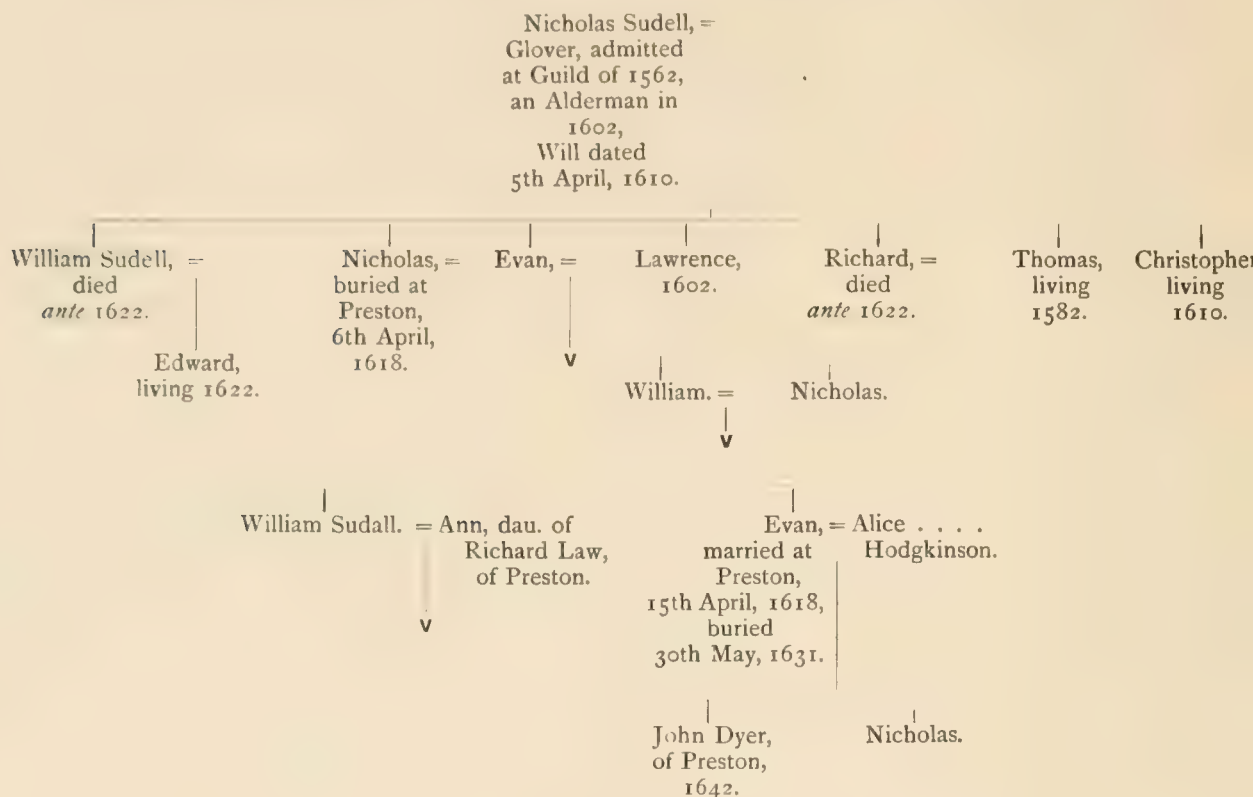 Nicholas Sudell, =
Glover, admitted
at Guild of 1562,
an Alderman in
1602,
Will dated
5th April, 1610.
William Sudell, =
died
ante 1622.
Edward,
living 1622.
Nicholas, =
buried at
Preston,
6th April,
1618.
Evan, =
v
Lawrence,
1602.
Richard, =
died
ante 1622.
Thomas,
living
1582.
Christopher
living
1610.
William. =
v
Nicholas.
William Sudall. = Ann, dau. of
Richard Law,
of Preston.
v
Evan, = Alice . . . .
Hodgkinson.
married at
Preston,
15th April, 1618,
buried
30th May, 1631.
John Dyer,
of Preston,
1642.
Nicholas.